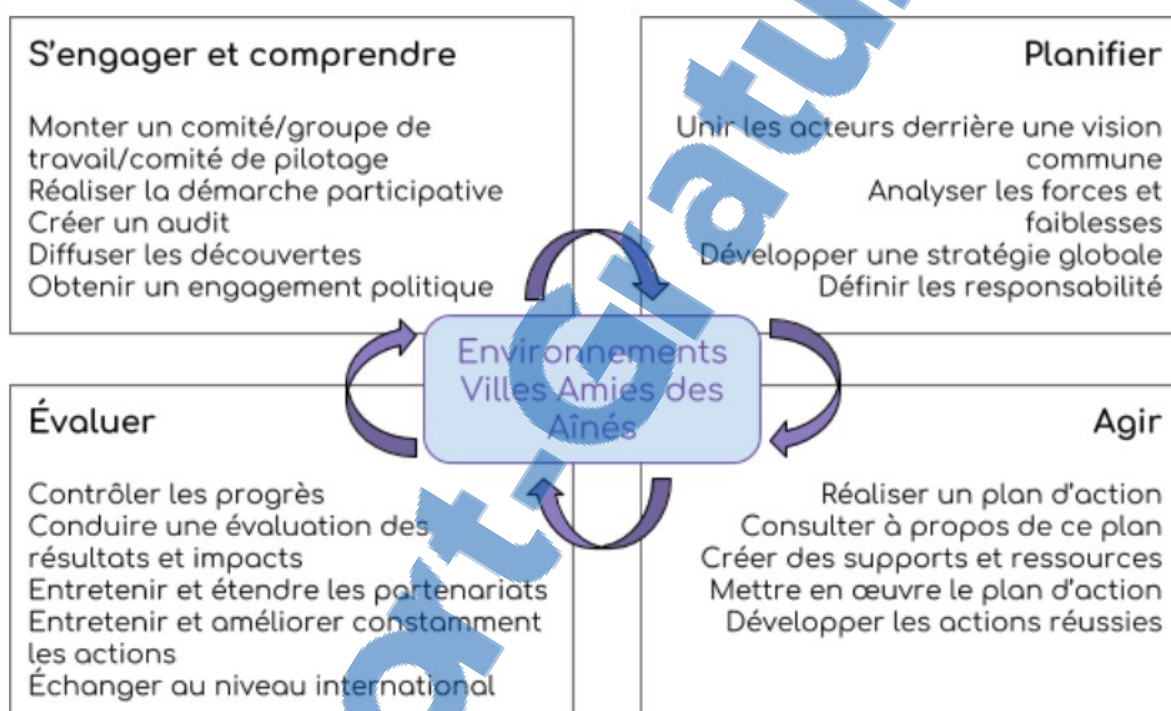 S'engager et comprendre
Monter un comité/groupe de
travail/comité de pilotage
Réaliser la démarche participative
Créer un audit
Diffuser les découvertes
Obtenir un engagement politique
Planifier
Unir les acteurs derrière une vision
commune
Analyser les forces et
faiblesses
Développer une stratégie globale
Définir les responsabilité
Environnements
Villes Amies des
Aînés
Évaluer
Contrôler les progrès
Conduire une évaluation des
résultats et impacts
Entretenir et étendre les partenariats
Entretenir et améliorer constamment
les actions
Échanger au niveau international
Agir
Réaliser un plan d'action
Consulter à propos de ce plan
Créer des supports et ressources
Mettre en œuvre le plan d'action
Développer les actions réussies